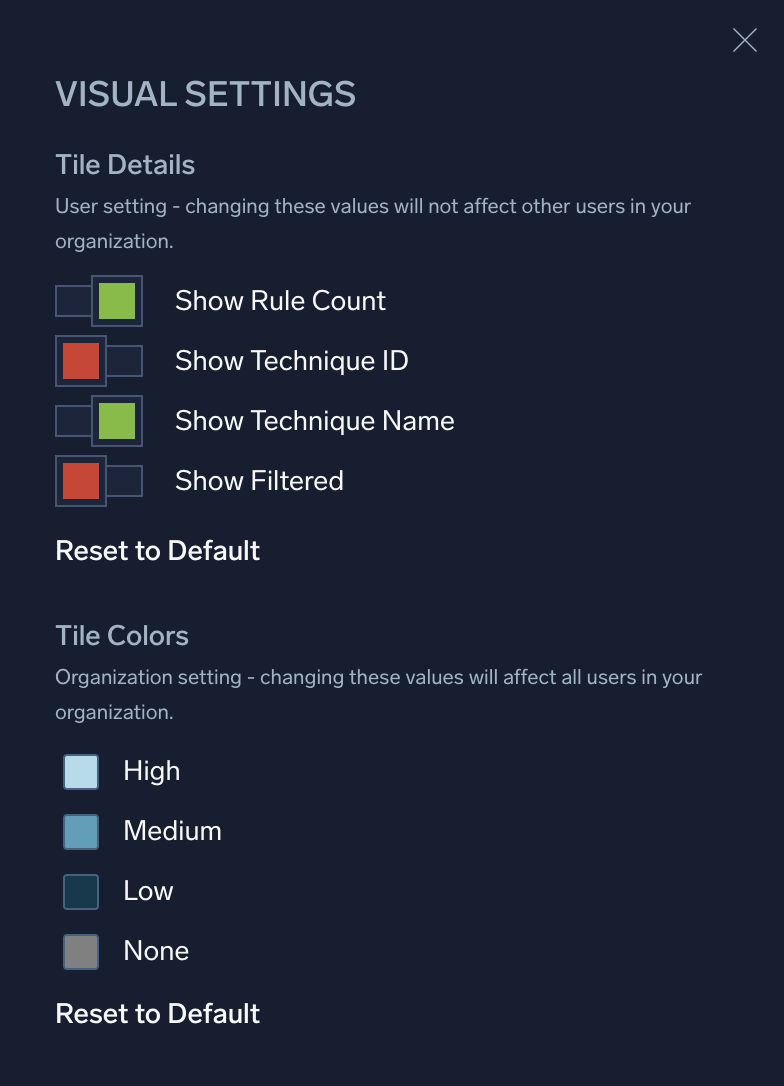 VISUAL SETTINGS
Tile Details
User setting - changing these values will not affect other users in your
organization.
Show Rule Count
Show Technique ID
Show Technique Name
Show Filtered
Reset to Default
Tile Colors
Organization setting - changing these values will affect all users in your
organization.
High
Medium
Low
None
Reset to Default